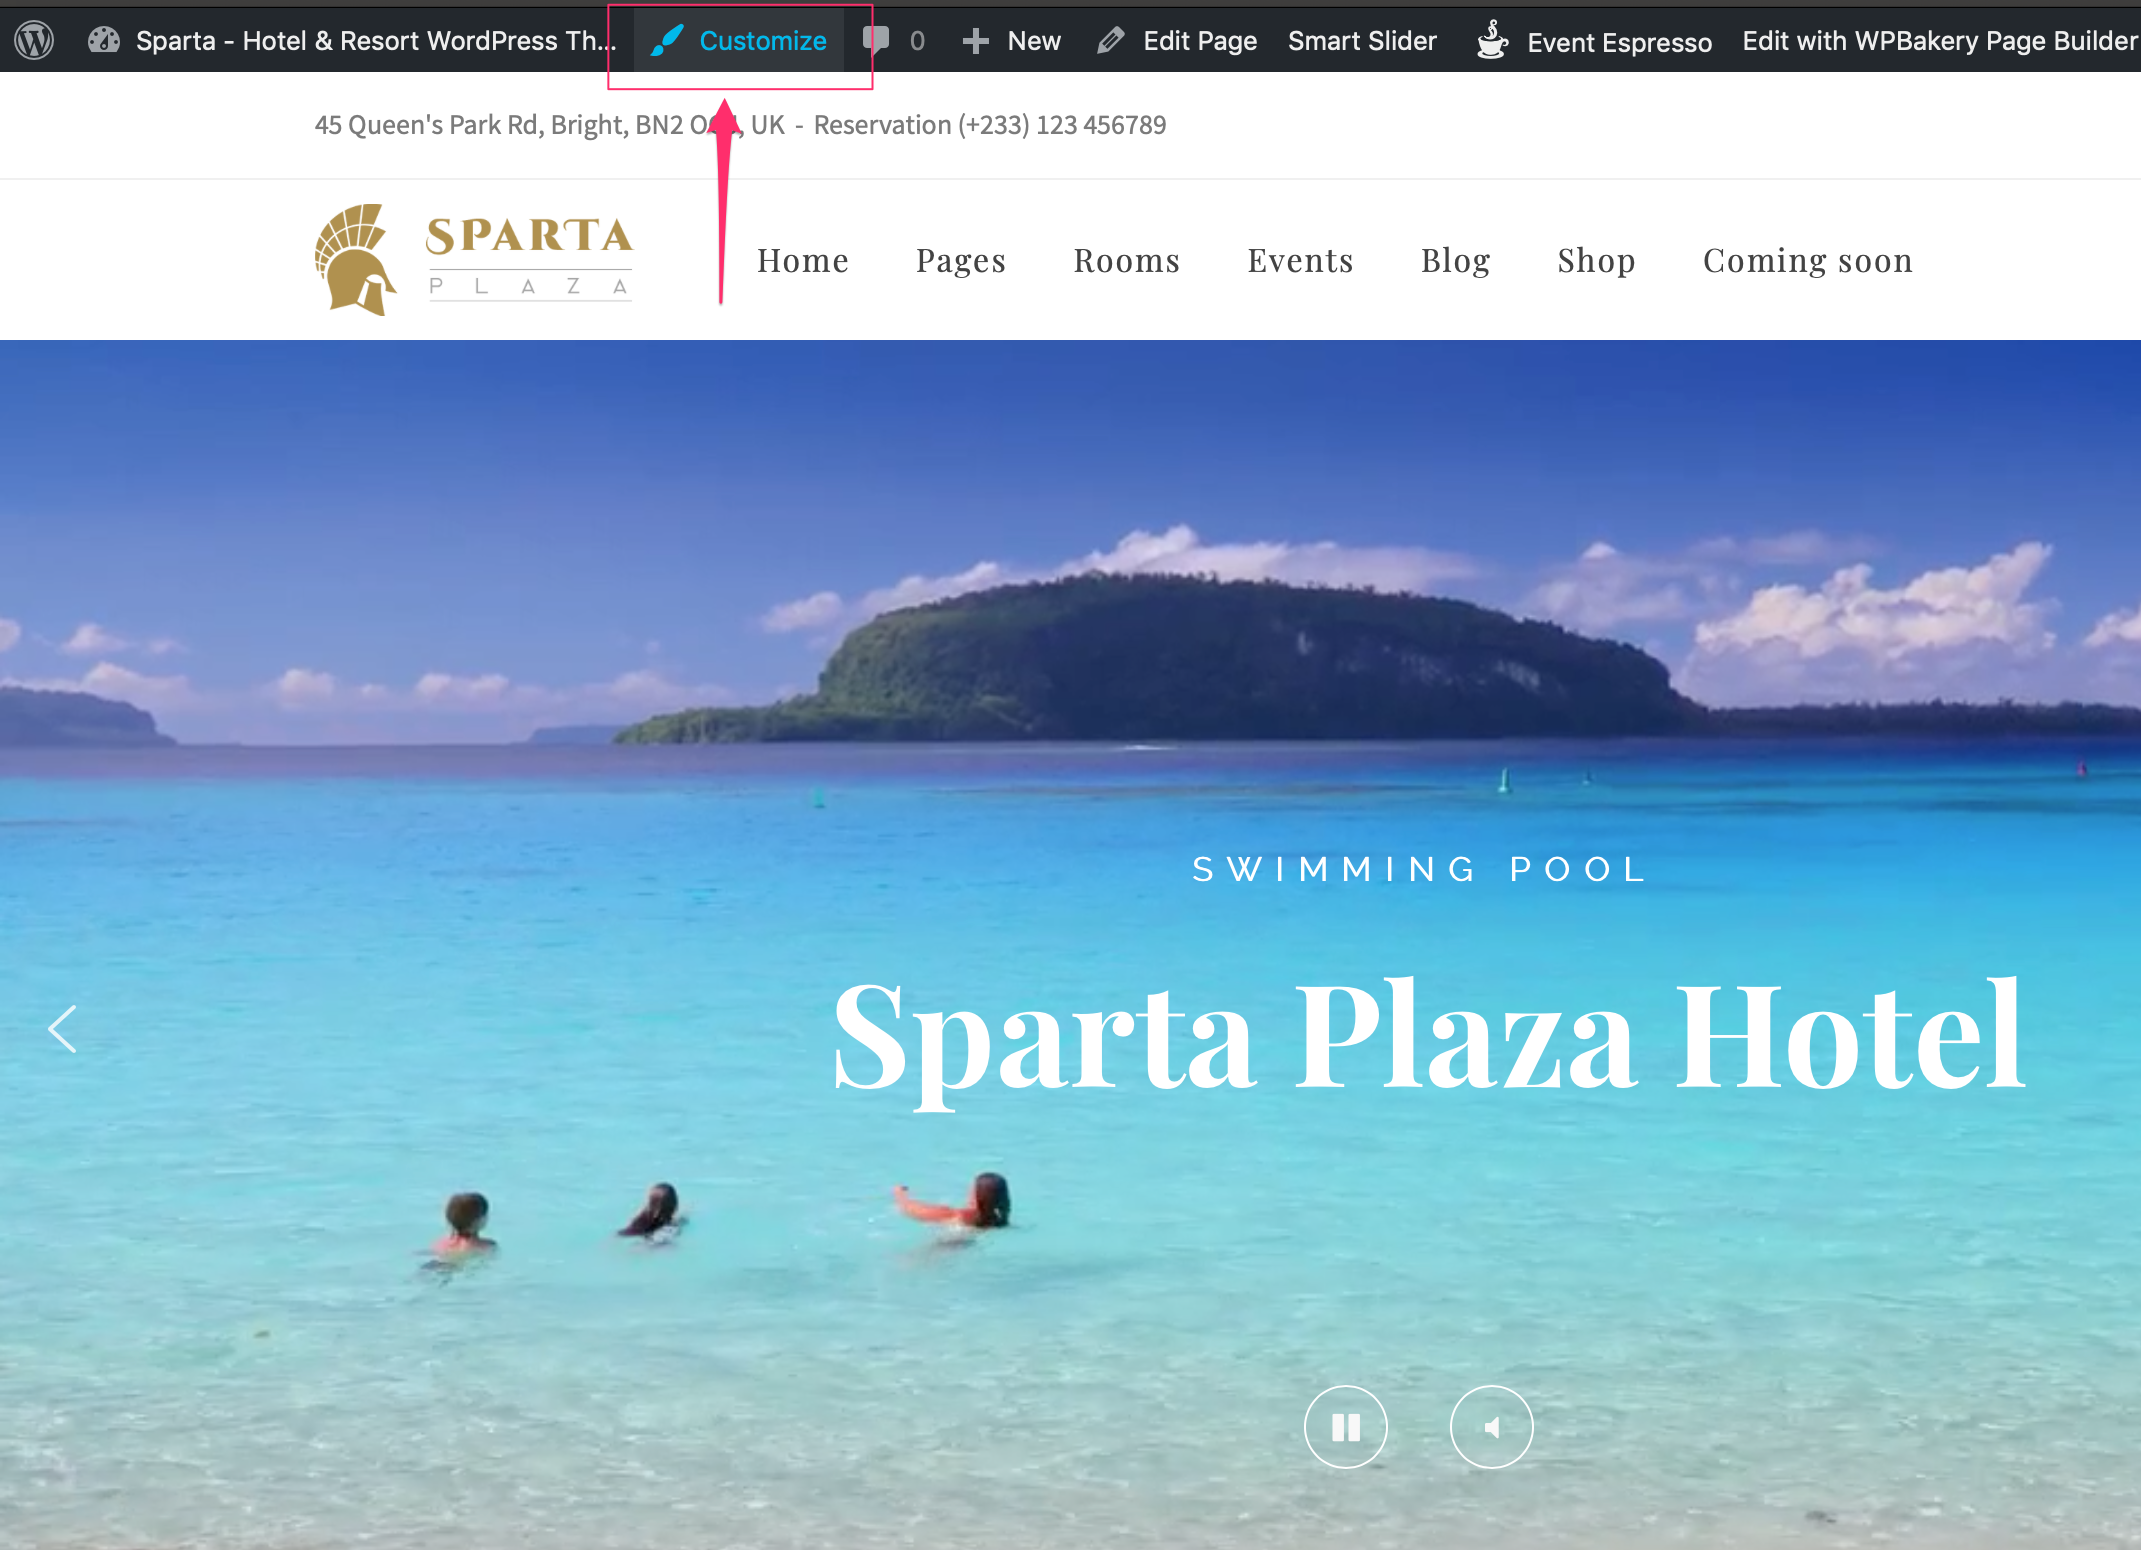 Sparta - Hotel & Resort WordPress Th... Customize 0 New Edit Page Smart Slider Event Espresso Edit with WPBakery Page Builder
45 Queen's Park Rd, Bright, BN2 UK - Reservation (+233) 123 456789
SPARTA
PLAZA
Home Pages Rooms Events Blog Shop Coming soon
SWIMMING POOL
Sparta Plaza Hotel